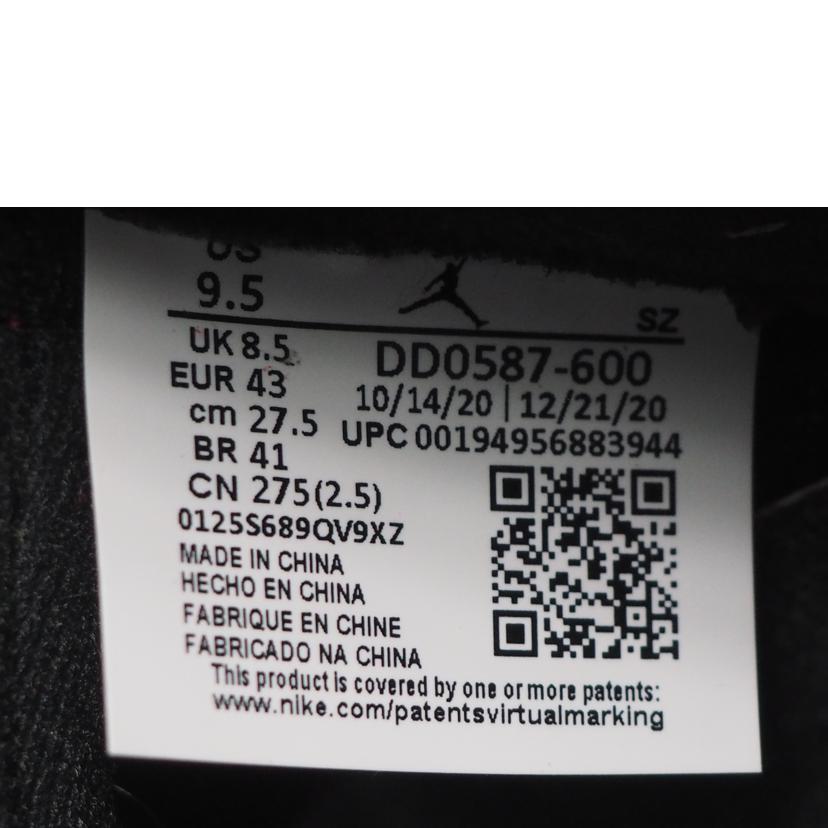 US
9.5
SZ
UK 8.5
EUR 43
cm 27.5
BR 41
CN 275(2.5)
DD0587-600
10/14/20 | 12/21/20
UPC 00194956883944
0125S689QV9XZ
MADE IN CHINA
HECHO EN CHINA
FABRIQUE EN CHINE
FABRICADO NA CHINA
This product is covered by one or more patents:
www.nike.com/patentsvirtualmarking